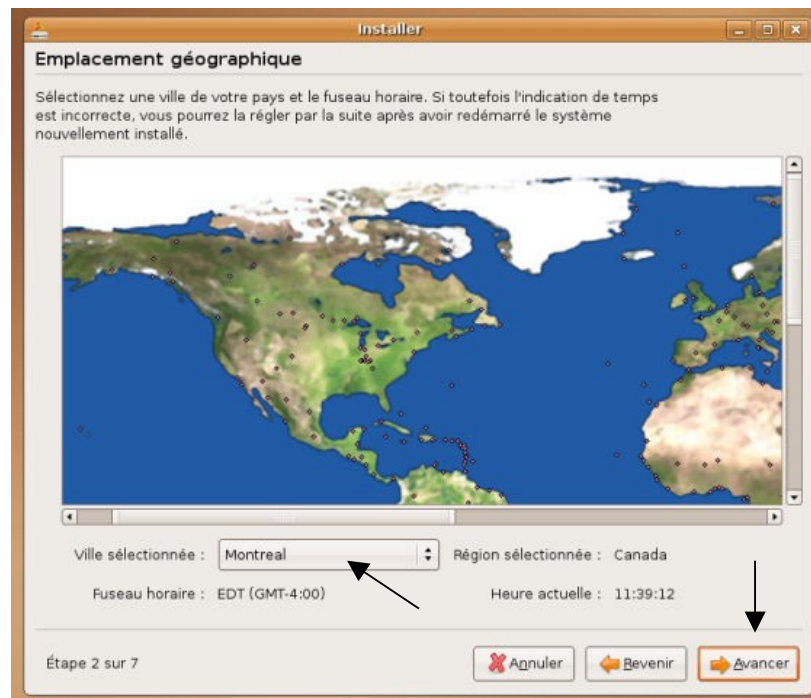 Installer
Emplacement géographique
Sélectionnez une ville de votre pays et le fuseau horaire. Si toutefois l'indication de temps
est incorrecte, vous pourrez la régler par la suite après avoir redémarré le système
nouvellement installé.
Ville sélectionnée : Montreal Région sélectionnée : Canada
Fuseau horaire : EDT (GMT-4:00) Heure actuelle : 11:39:12
Étape 2 sur 7 Annuler Revenir Avancer